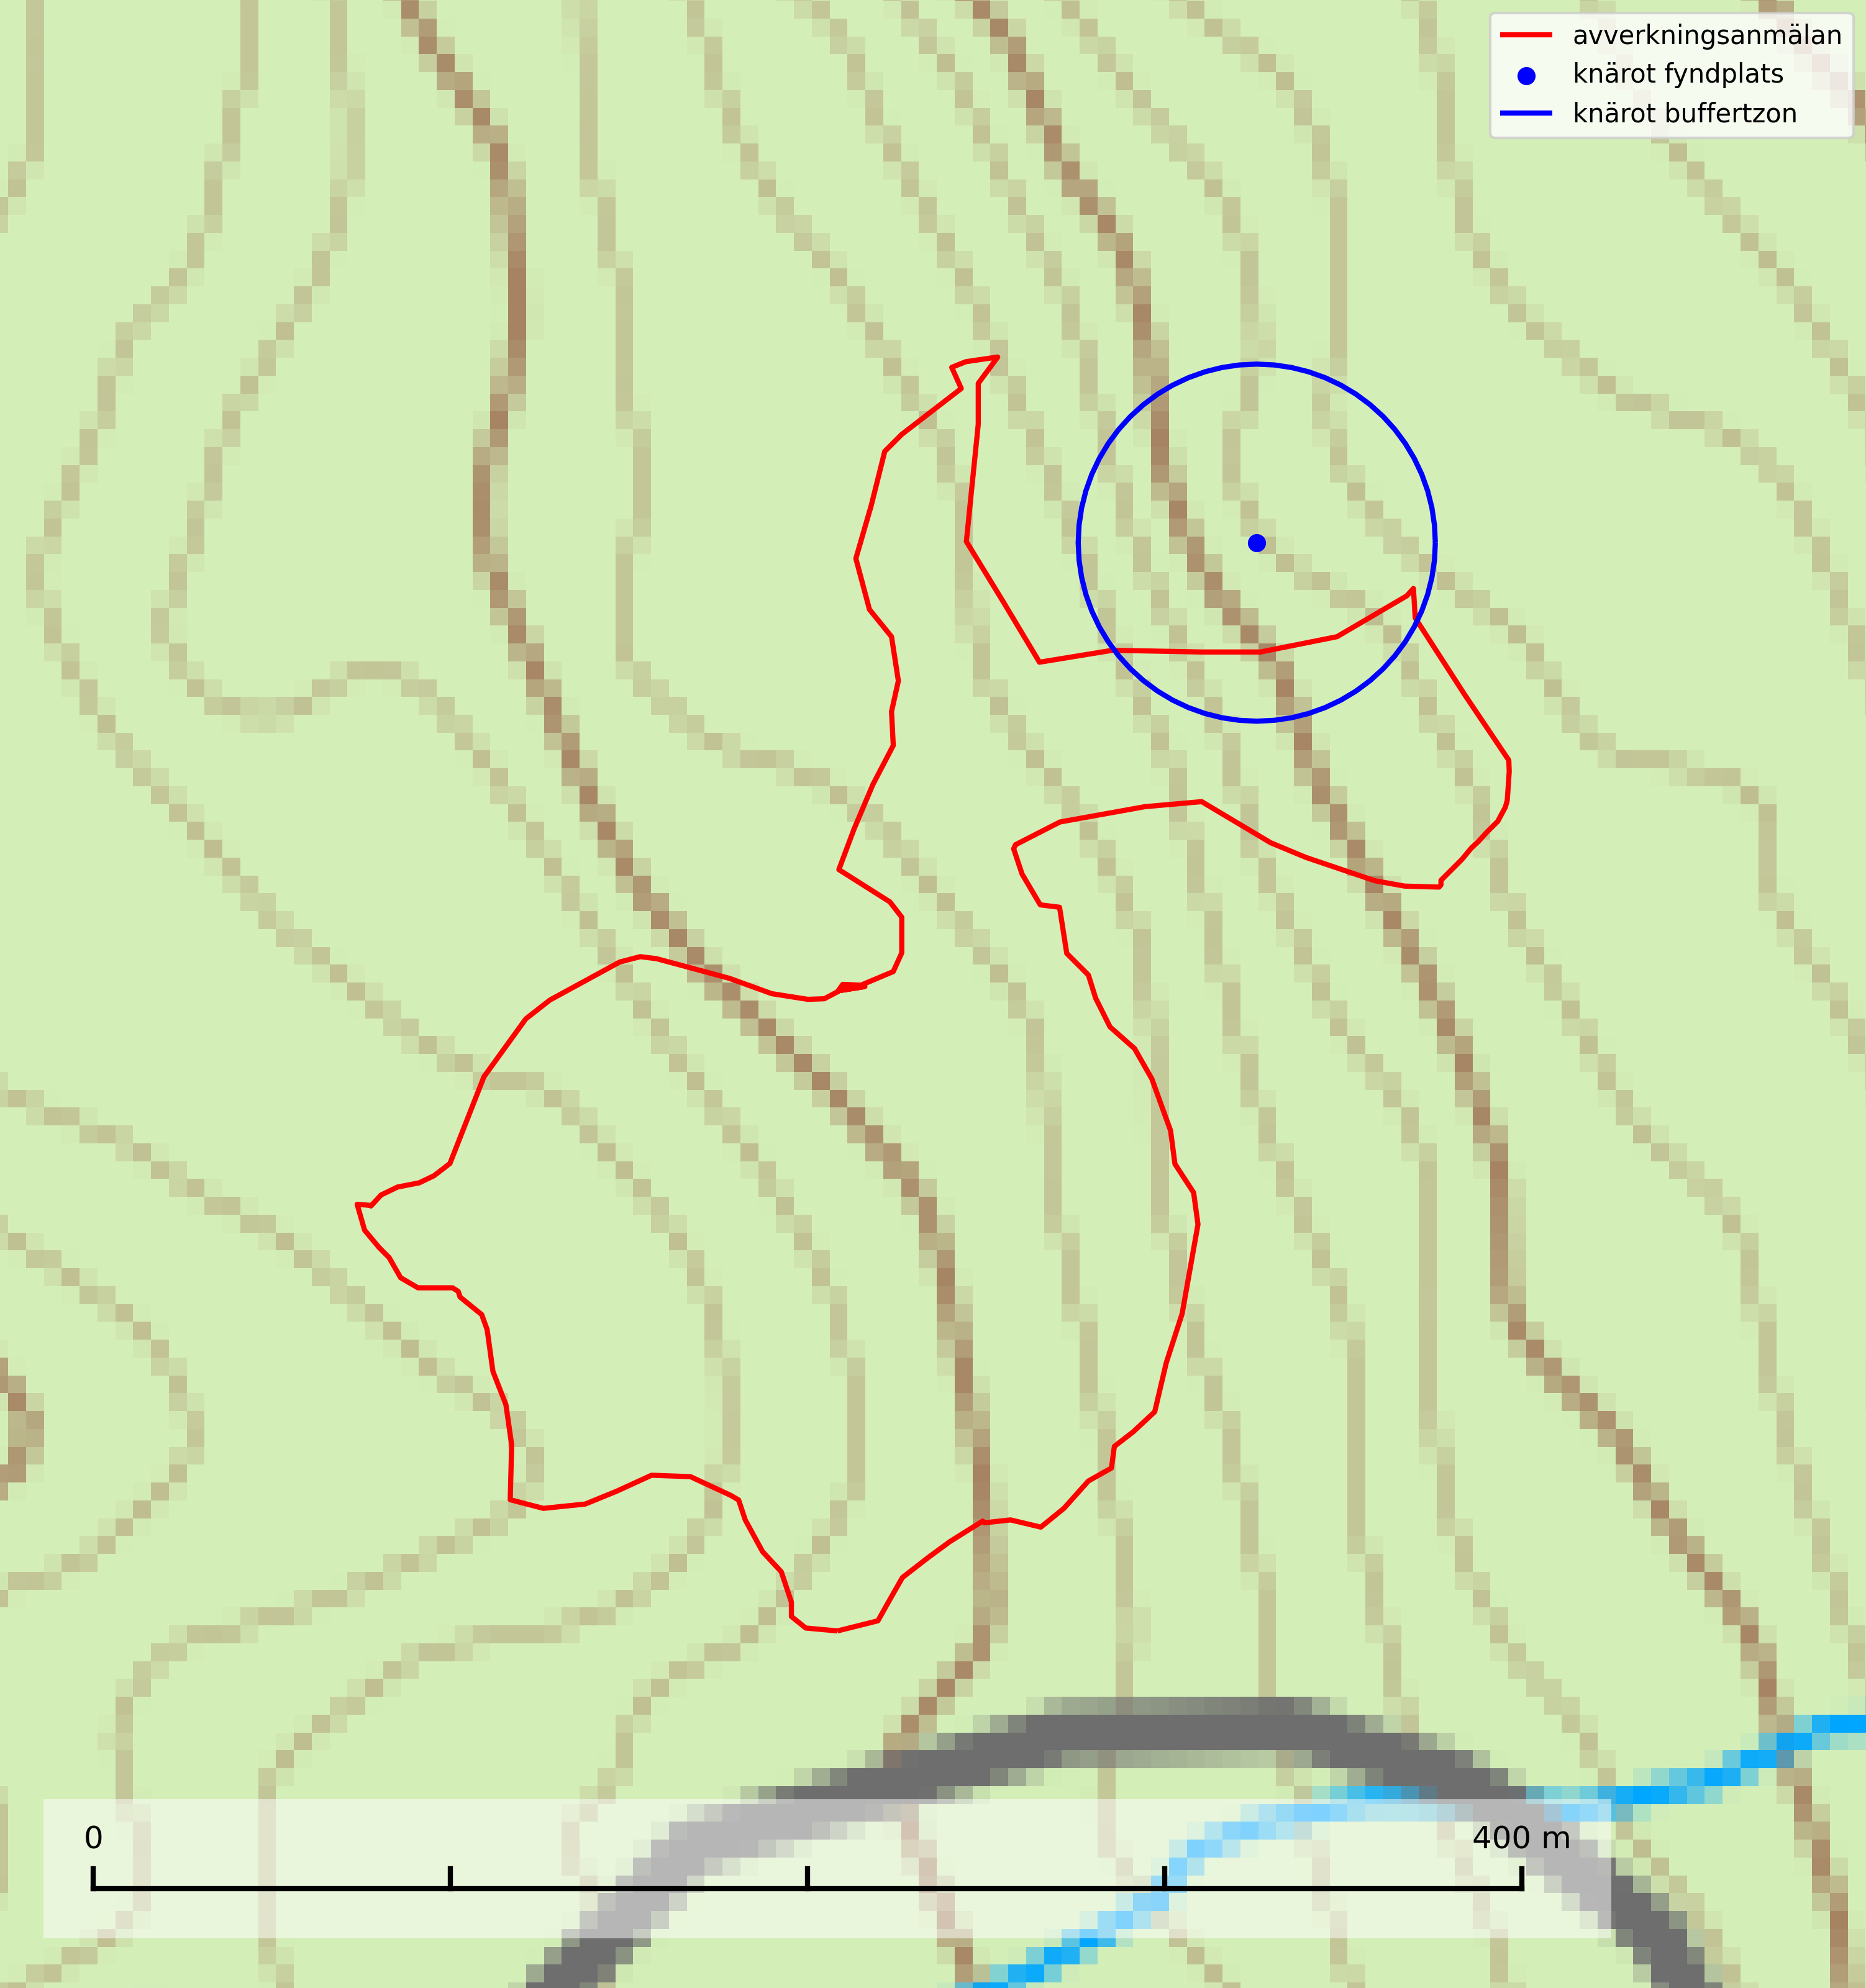 avverkningsanmälan
knärot fyndplats
knärot buffertzon
0 400 m